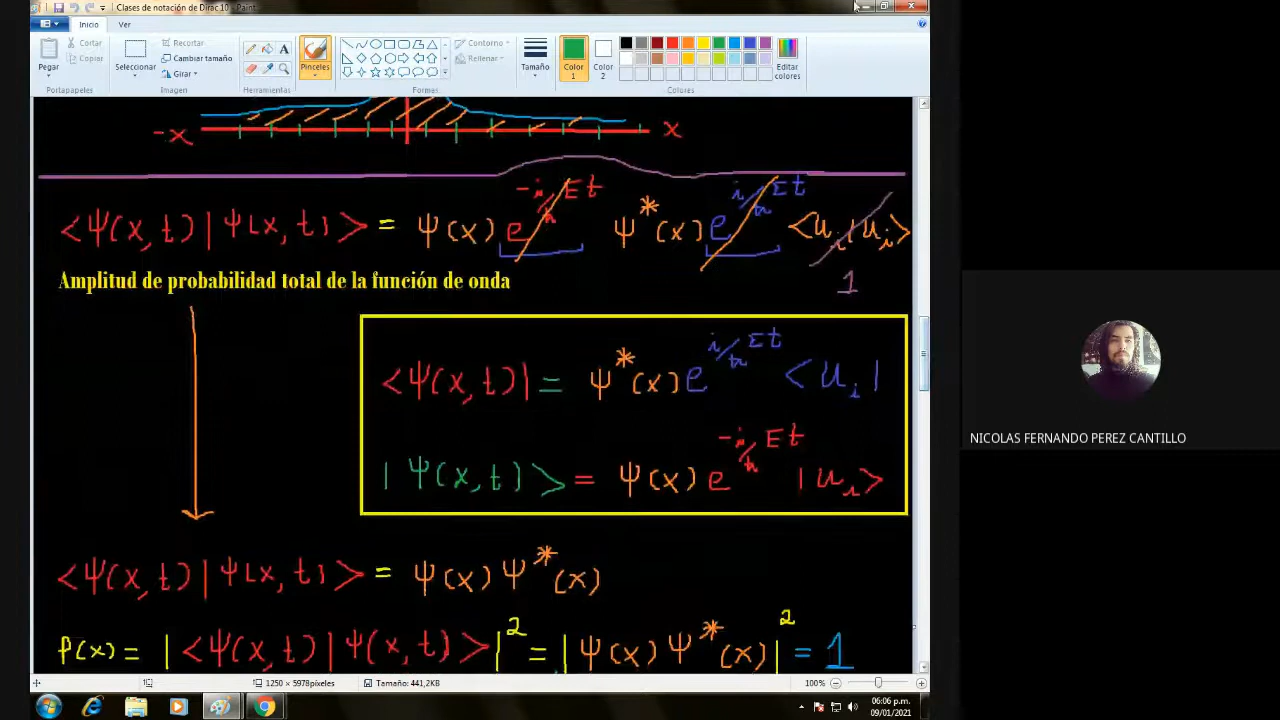 Clases de notación de Dirac 10 - Paint
Inicio Ver
Pegar
Cortar
Copiar
Seleccionar
Recortar
Cambiar tamaño
Girar
A
Pinceles
Contorno
Rellenar
Tamaño
Color 1
Color 2
Editar colores
Portapapeles Imagen Herramientas Formas Colores
-x x
<Ψ(x,t)|Ψ(x,t)> = Ψ(x) e^{-i/ħ Et} Ψ*(x) e^{i/ħ Et} <u_i|u_i>
1
Amplitud de probabilidad total de la función de onda
<Ψ(x,t)| = Ψ*(x) e^{i/ħ Et} <u_i|
|Ψ(x,t)> = Ψ(x) e^{-i/ħ Et} |u_i>
<Ψ(x,t)|Ψ(x,t)> = Ψ(x) Ψ*(x)
P(x) = |<Ψ(x,t)|Ψ(x,t)>|² = |Ψ(x) Ψ*(x)|² = 1
NICOLAS FERNANDO PEREZ CANTILLO
1250 × 5978píxeles
Tamaño: 441,2KB
100%
06:06 p.m.
09/01/2021